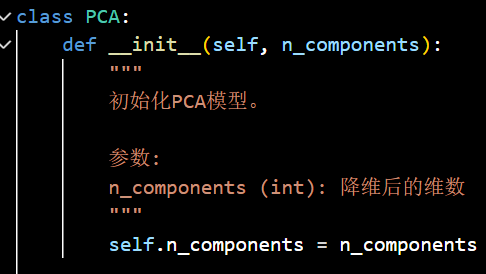 class PCA:
    def __init__(self, n_components):
        """
        初始化PCA模型。

        参数:
        n_components (int): 降维后的维数
        """
        self.n_components = n_components